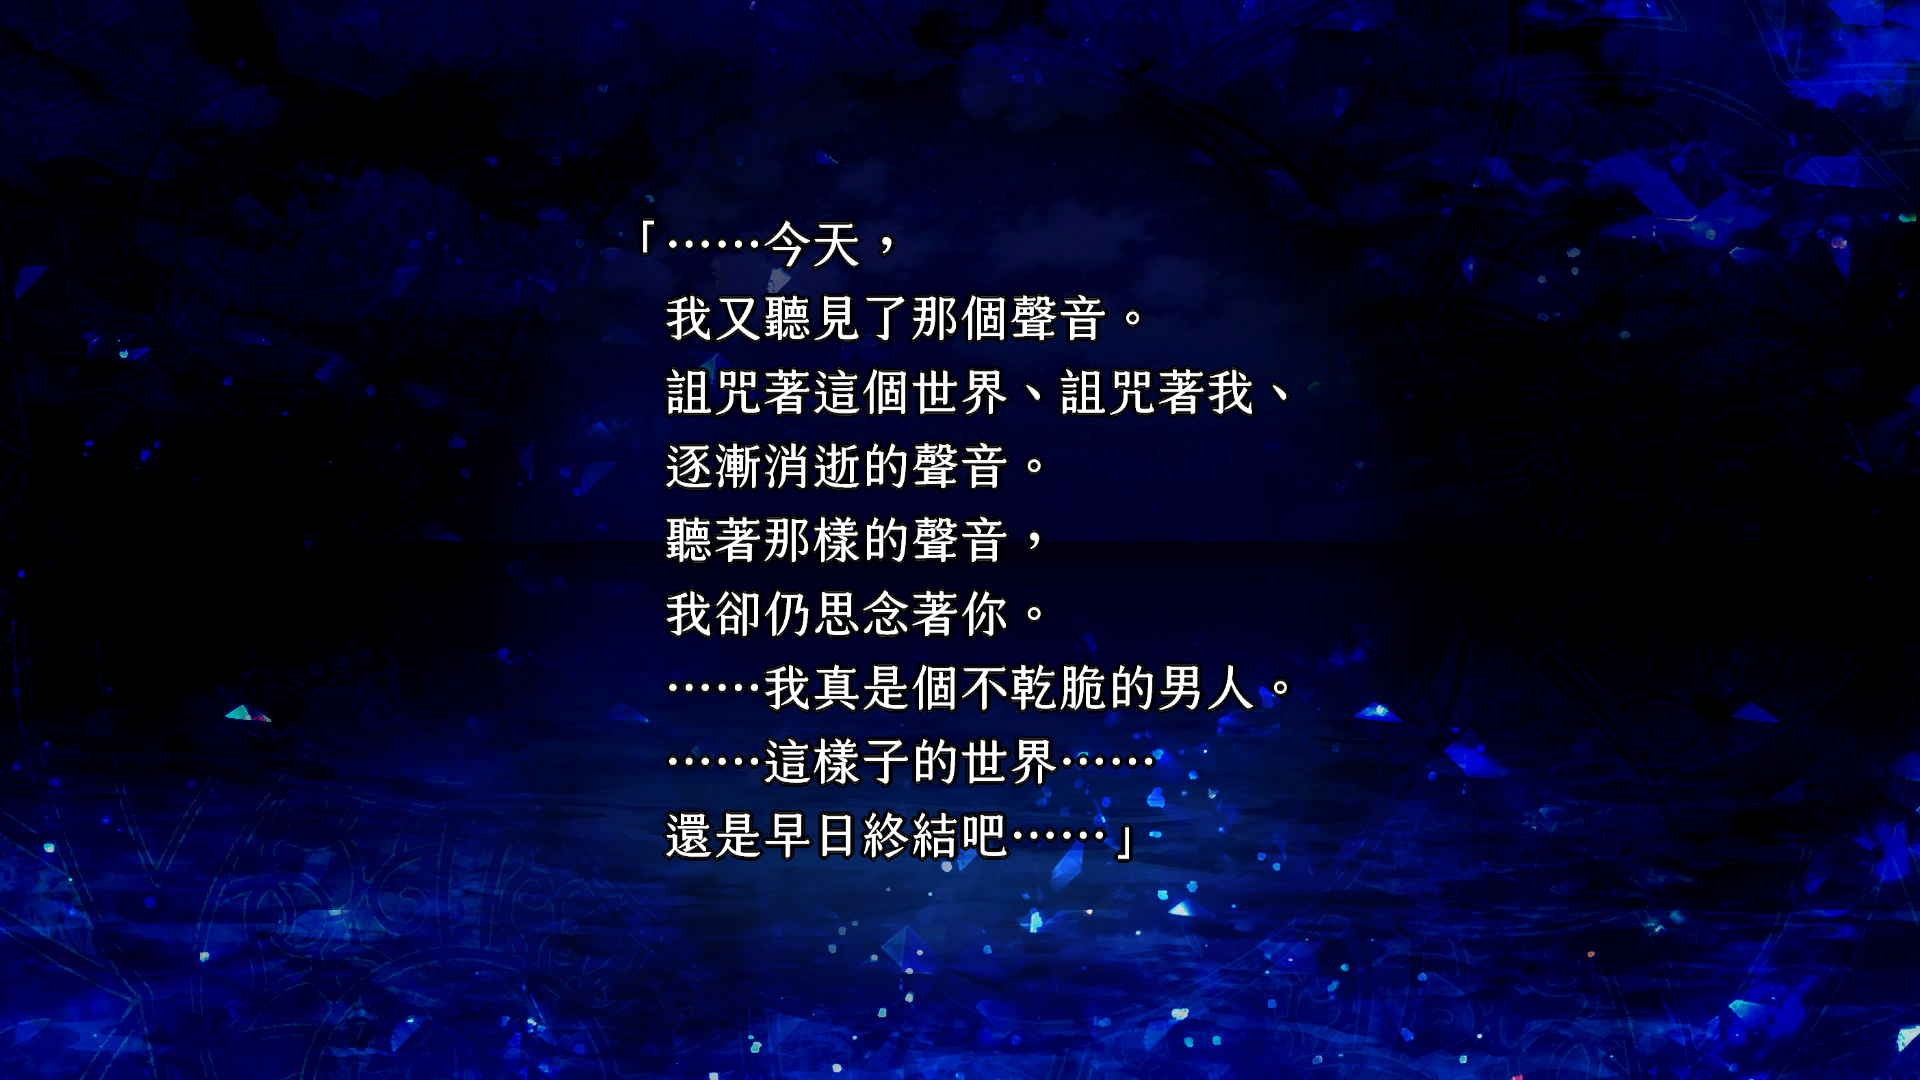 「……今天，
我又聽見了那個聲音。
詛咒著這個世界、詛咒著我、
逐漸消逝的聲音。
聽著那樣的聲音，
我卻仍思念著你。
……我真是個不乾脆的男人。
……這樣子的世界……
還是早日終結吧……」